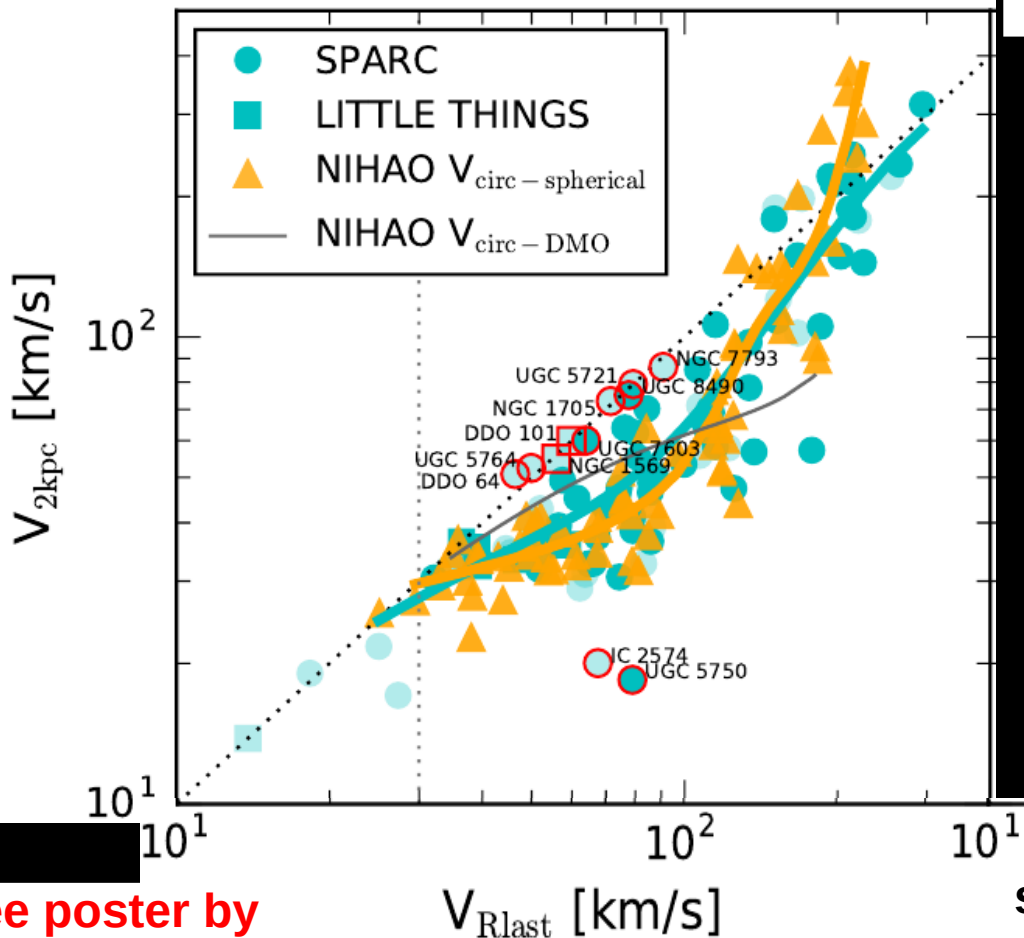 SPARC
LITTLE THINGS
NIHAO V_circ−spherical
NIHAO V_circ−DMO
V_2kpc [km/s]
10^2
NGC 7793
UGC 5721
UGC 8490
NGC 1705
DDO 101
UGC 7603
UGC 5764
NGC 1569
DDO 64
IC 2574
UGC 5750
10^1
10^1
10^2
10^1
V_Rlast [km/s]
ee poster by
s